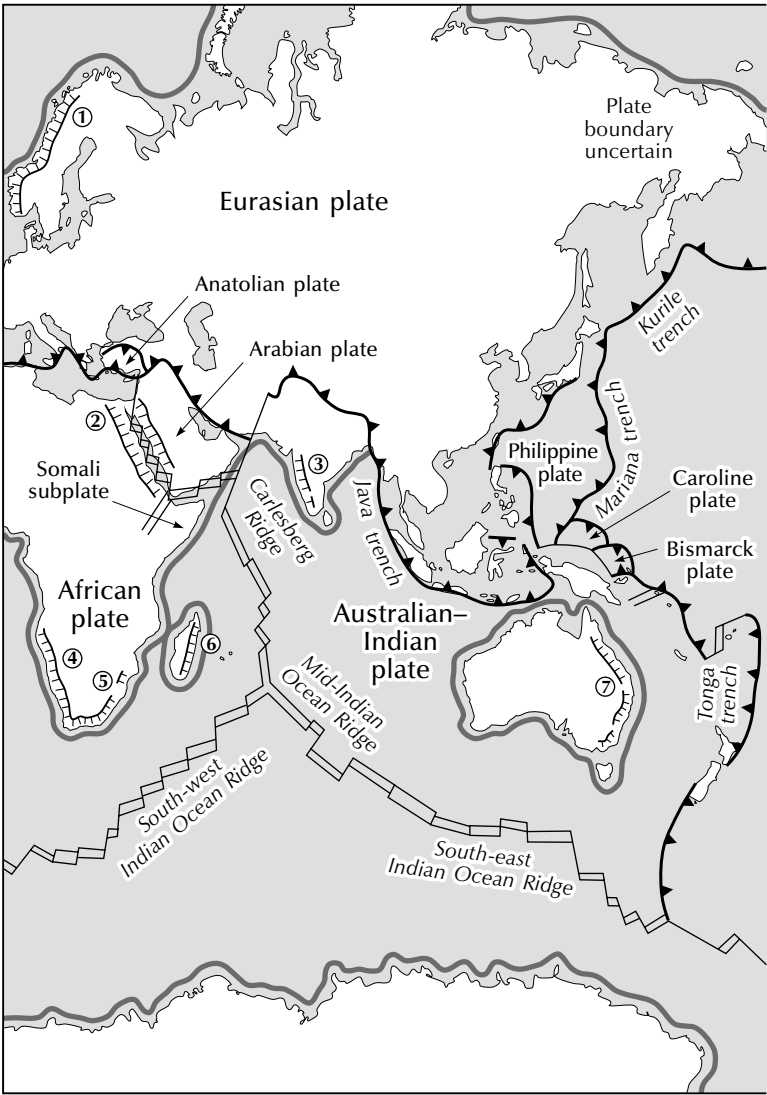 ①
Plate
boundary
uncertain
Eurasian plate
Anatolian plate
Arabian plate
Kurile
trench
②
③
Somali
subplate
Carlesberg
Ridge
Java trench
Philippine
plate
Mariana trench
Caroline
plate
Bismarck
plate
African
plate
Australian–
Indian
plate
④
⑤
⑥
⑦
Mid-Indian
Ocean Ridge
Tonga
trench
South-west
Indian Ocean Ridge
South-east
Indian Ocean Ridge